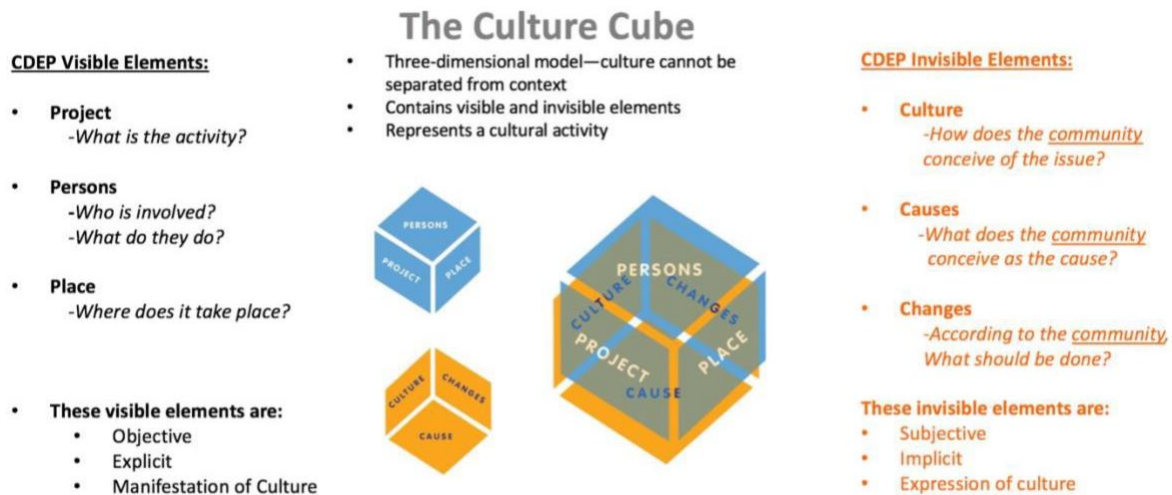 The Culture Cube
CDEP Visible Elements:
• Project
-What is the activity?
• Persons
-Who is involved?
-What do they do?
• Place
-Where does it take place?
• These visible elements are:
• Objective
• Explicit
• Manifestation of Culture
• Three-dimensional model—culture cannot be
separated from context
• Contains visible and invisible elements
• Represents a cultural activity
PERSONS
PROJECT
PLACE
CULTURE
CHANGES
CAUSE
PERSONS
CULTURE
CHANGES
PROJECT
PLACE
CAUSE
CDEP Invisible Elements:
• Culture
-How does the community
conceive of the issue?
• Causes
-What does the community
conceive as the cause?
• Changes
-According to the community,
What should be done?
These invisible elements are:
• Subjective
• Implicit
• Expression of culture